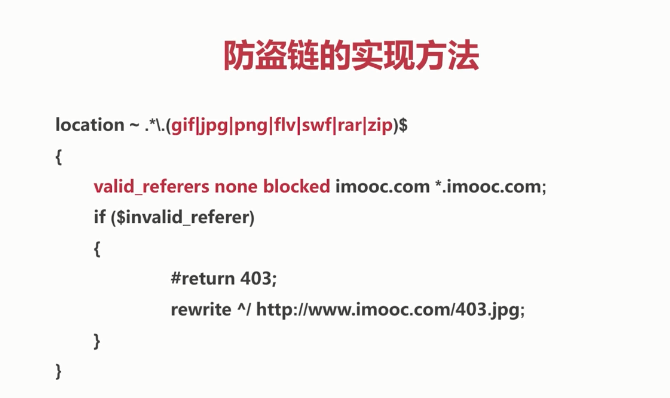 防盗链的实现方法
location ~ .*\.(gif|jpg|png|flv|swf|rar|zip)$
{
valid_referers none blocked imooc.com *.imooc.com;
if ($invalid_referer)
{
#return 403;
rewrite ^/ http://www.imooc.com/403.jpg;
}
}